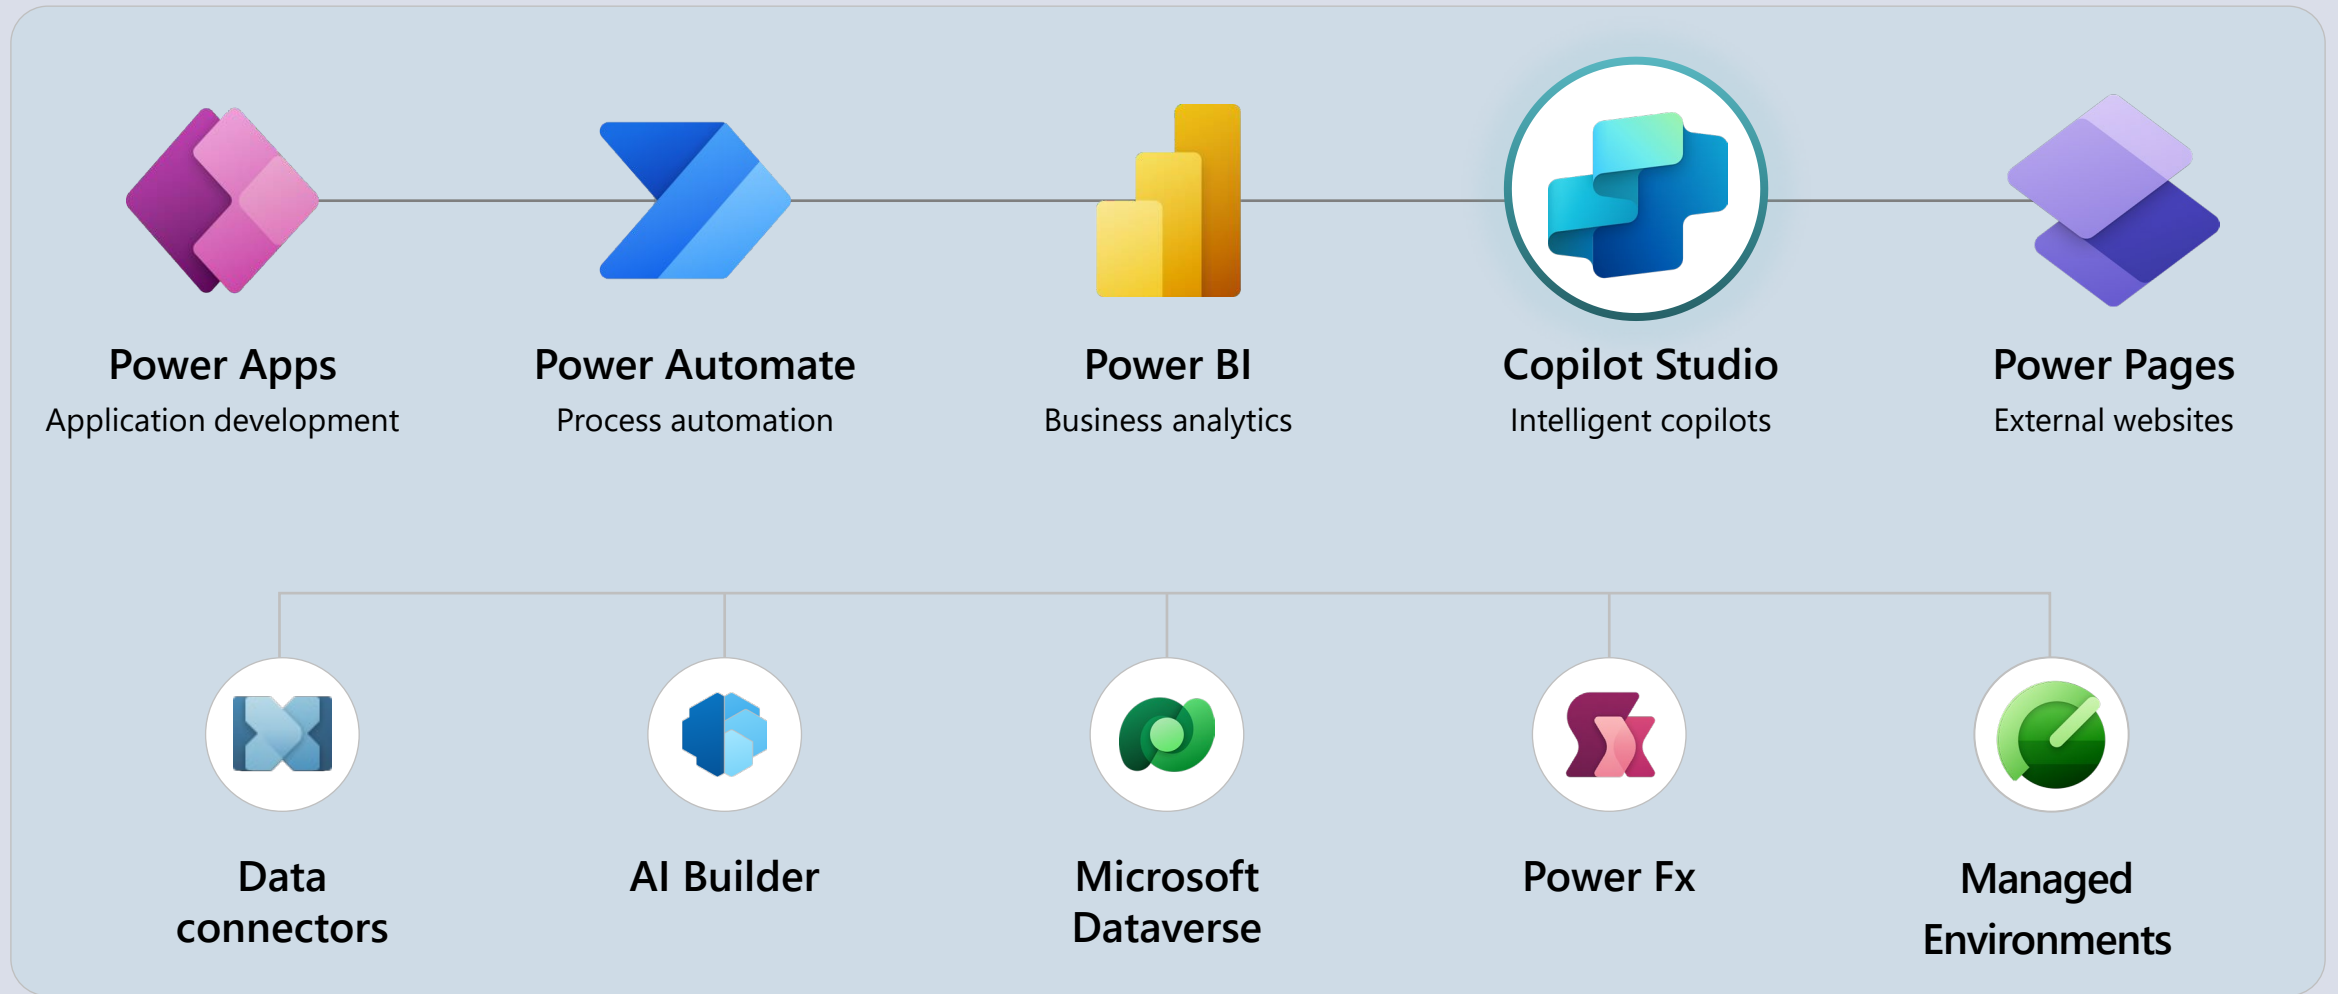 Power Apps
Application development
Power Automate
Process automation
Power BI
Business analytics
Copilot Studio
Intelligent copilots
Power Pages
External websites
Data
connectors
AI Builder
Microsoft
Dataverse
Power Fx
Managed
Environments